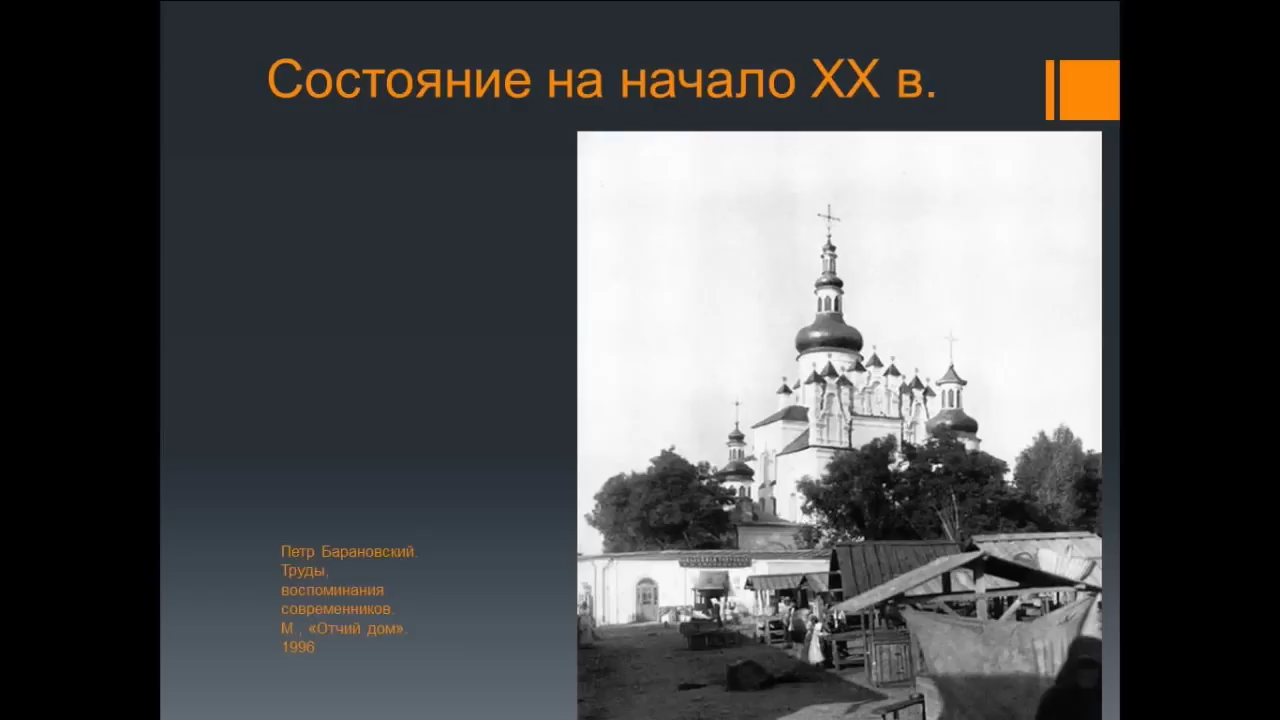 Состояние на начало XX в.
Петр Барановский.
Труды,
воспоминания
современников.
М , «Отчий дом».
1996